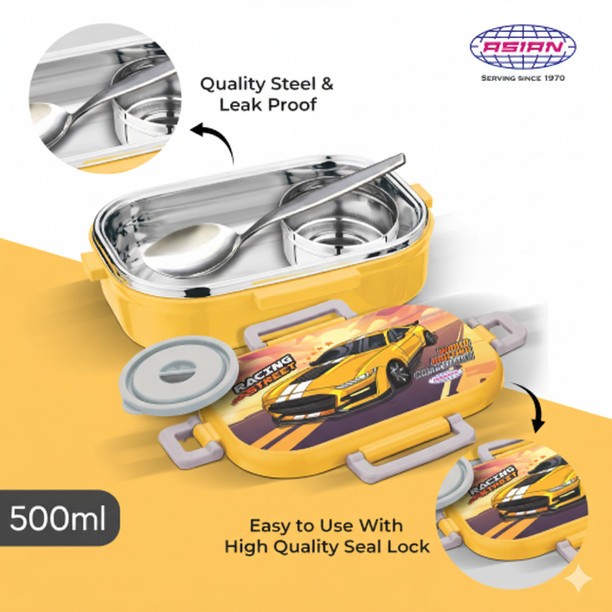 ASIAN
SERVING SINCE 1970
Quality Steel &
Leak Proof
RACING
STREET
500ml
Easy to Use With
High Quality Seal Lock
RACING
STREET